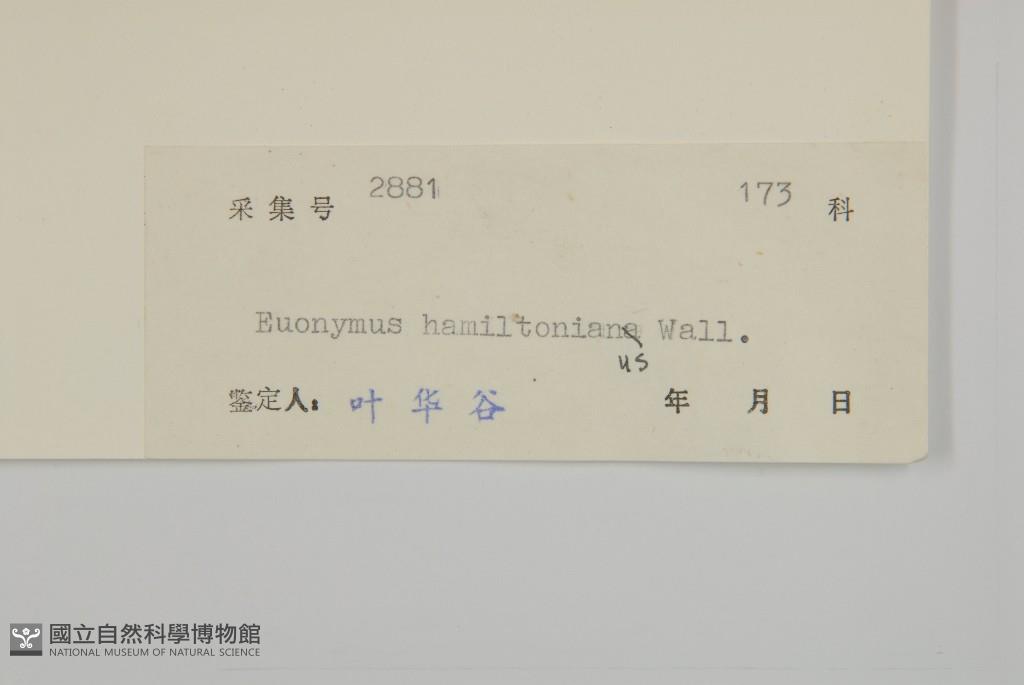 采集号 2881 173 科
Euonymus hamiltoniana Wall.
us
鉴定人: 叶华谷 年 月 日
國立自然科學博物館
NATIONAL MUSEUM OF NATURAL SCIENCE